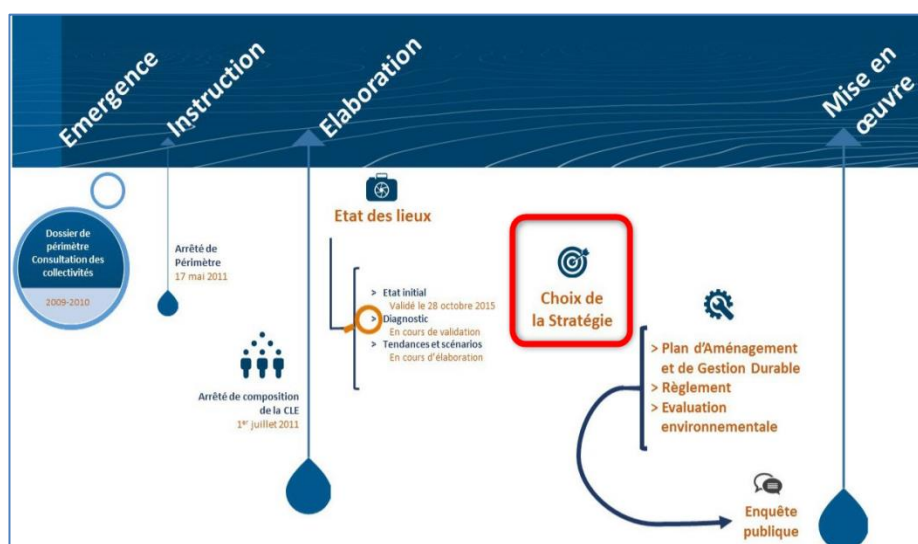 Emergence
Instruction
Elaboration
Mise en
œuvre
Dossier de
périmètre
Consultation des
collectivités
2009-2010
Arrêté de
Périmètre
17 mai 2011
Arrêté de composition
de la CLE
1er juillet 2011
Etat des lieux
> Etat initial
Validé le 28 octobre 2015
> Diagnostic
En cours de validation
> Tendances et scénarios
En cours d'élaboration
Choix de
la Stratégie
> Plan d'Aménagement
et de Gestion Durable
> Règlement
> Evaluation
environnementale
Enquête
publique